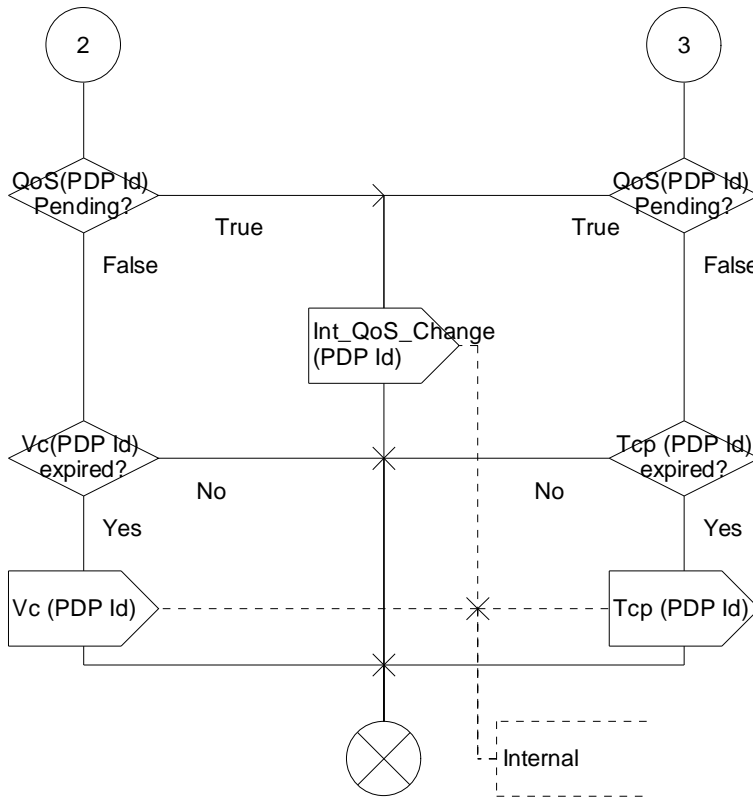 2
3
QoS(PDP Id)
Pending?
QoS(PDP Id)
Pending?
True
True
False
False
Int_QoS_Change
(PDP Id)
Vc(PDP Id)
expired?
Tcp (PDP Id)
expired?
No
No
Yes
Yes
Vc (PDP Id)
Tcp (PDP Id)
Internal